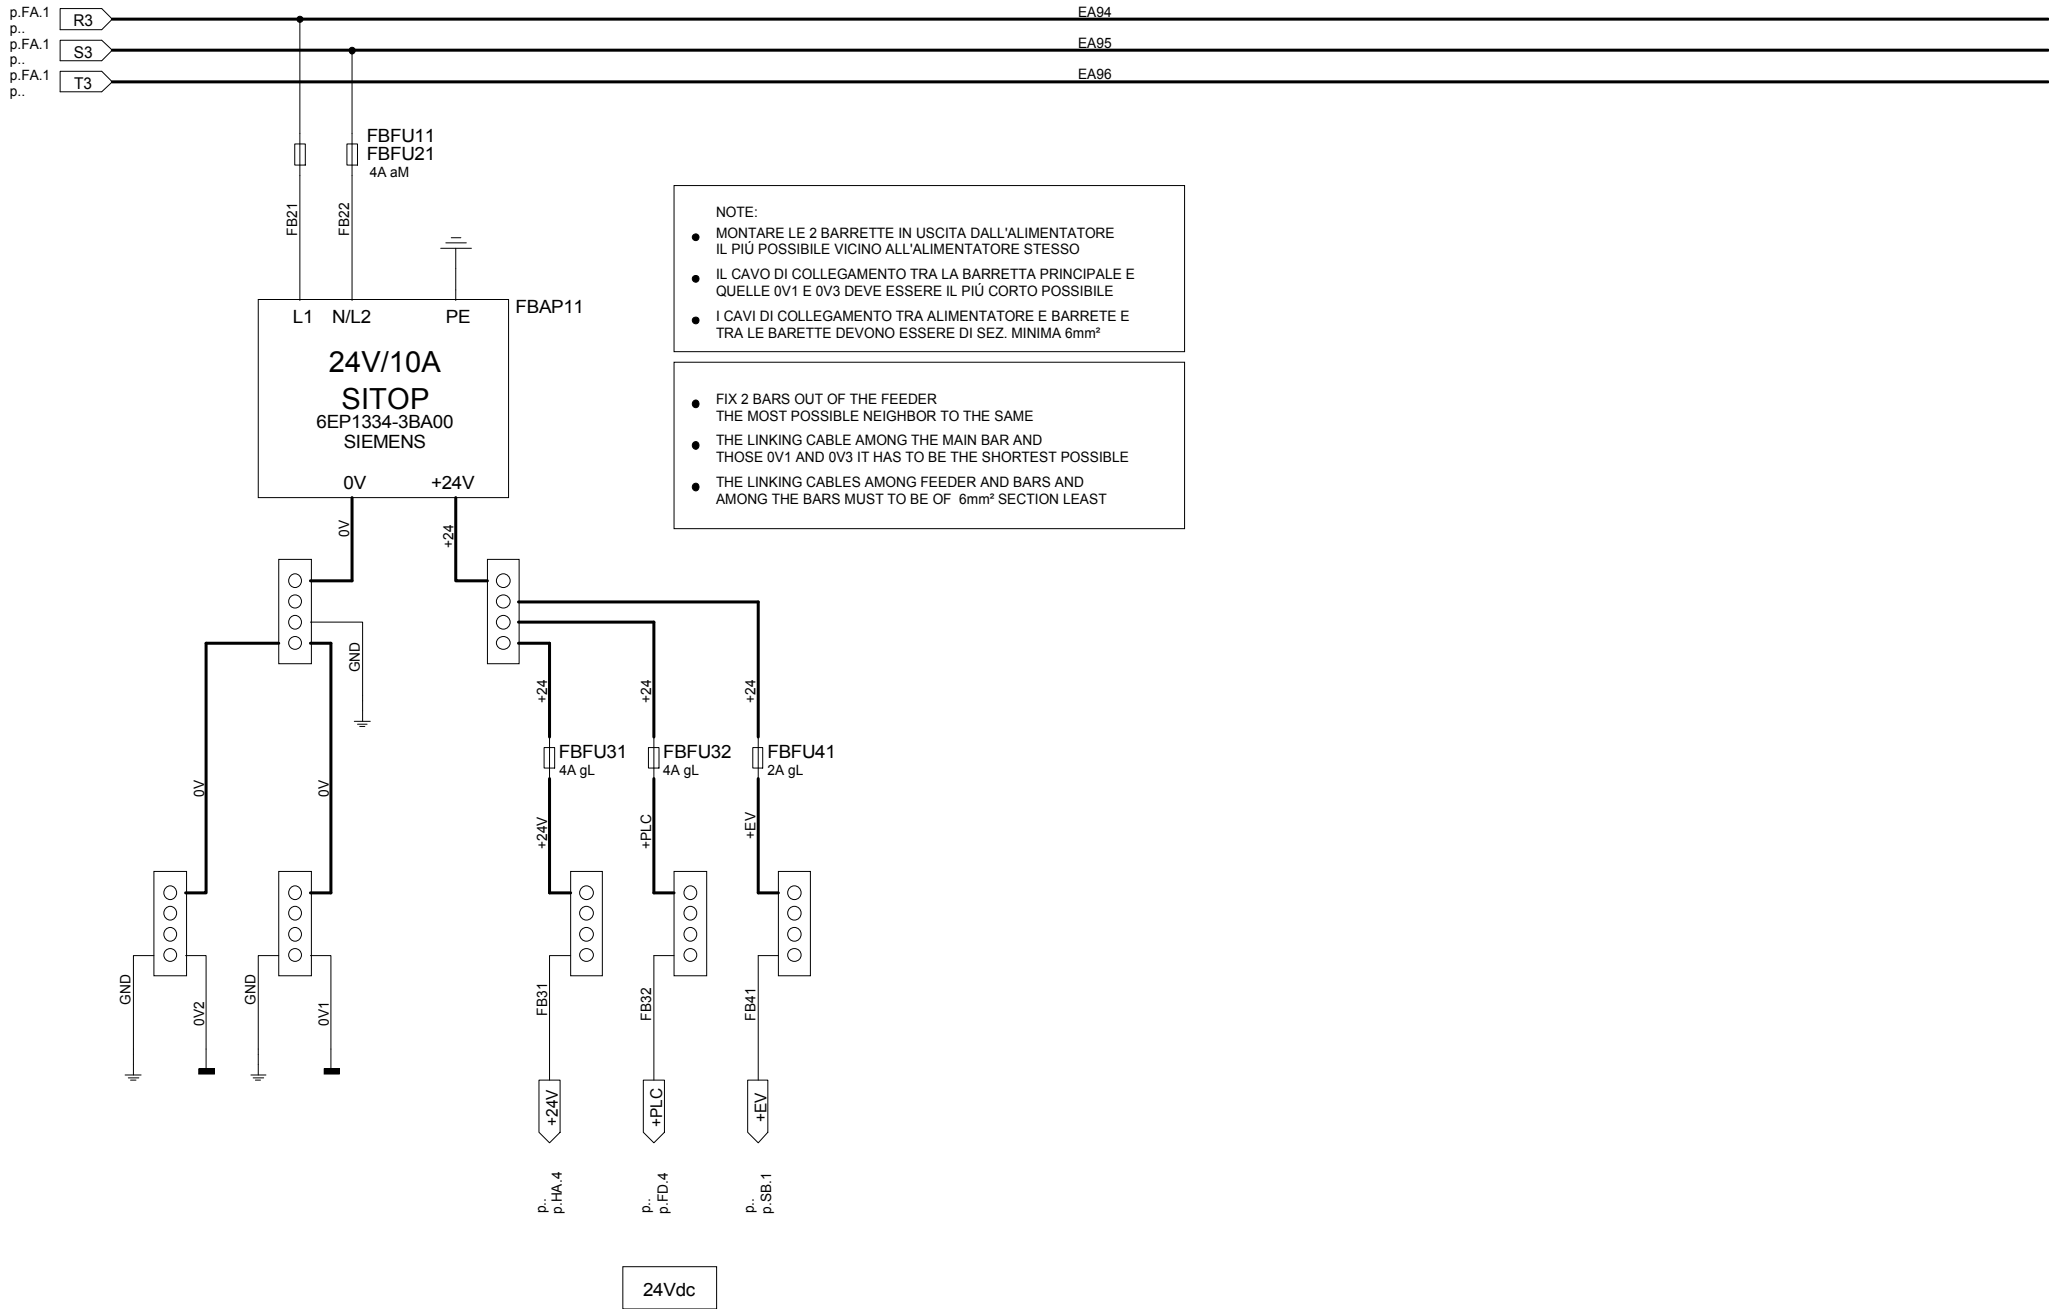 p.FA.1
p..
R3
EA94
p.FA.1
p..
S3
EA95
p.FA.1
p..
T3
EA96
FBFU11
FBFU21
4A aM
FB21
FB22
NOTE:
MONTARE LE 2 BARRETTE IN USCITA DALL'ALIMENTATORE
IL PIÚ POSSIBILE VICINO ALL'ALIMENTATORE STESSO
IL CAVO DI COLLEGAMENTO TRA LA BARRETTA PRINCIPALE E
QUELLE 0V1 E 0V3 DEVE ESSERE IL PIÚ CORTO POSSIBILE
I CAVI DI COLLEGAMENTO TRA ALIMENTATORE E BARRETE E
TRA LE BARETTE DEVONO ESSERE DI SEZ. MINIMA 6mm²
FBAP11
L1 N/L2 PE
24V/10A
SITOP
6EP1334-3BA00
SIEMENS
0V +24V
FIX 2 BARS OUT OF THE FEEDER
THE MOST POSSIBLE NEIGHBOR TO THE SAME
THE LINKING CABLE AMONG THE MAIN BAR AND
THOSE 0V1 AND 0V3 IT HAS TO BE THE SHORTEST POSSIBLE
THE LINKING CABLES AMONG FEEDER AND BARS AND
AMONG THE BARS MUST TO BE OF 6mm² SECTION LEAST
0V
+24
GND
+24
+24
+24
FBFU31
4A gL
FBFU32
4A gL
FBFU41
2A gL
0V
0V
+24V
+PLC
+EV
GND
0V2
GND
0V1
FB31
FB32
FB41
+24V
+PLC
+EV
p..
p.HA.4
p..
p.FD.4
p..
p.SB.1
24Vdc